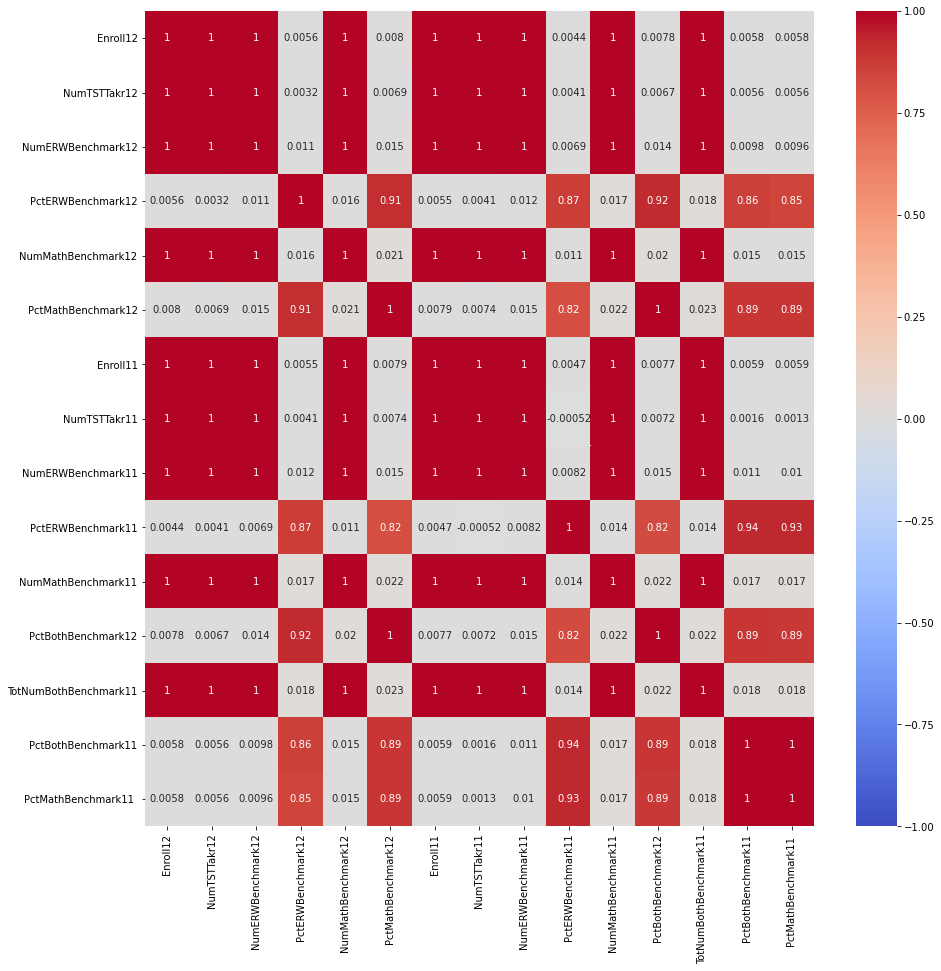 Enroll12 1 1 1 0.0056 1 0.008 1 1 1 0.0044 1 0.0078 1 0.0058 0.0058
NumTSTTakr12 1 1 1 0.0032 1 0.0069 1 1 1 0.0041 1 0.0067 1 0.0056 0.0056
NumERWBenchmark12 1 1 1 0.011 1 0.015 1 1 1 0.0069 1 0.014 1 0.0098 0.0096
PctERWBenchmark12 0.0056 0.0032 0.011 1 0.016 0.91 0.0055 0.0041 0.012 0.87 0.017 0.92 0.018 0.86 0.85
NumMathBenchmark12 1 1 1 0.016 1 0.021 1 1 1 0.011 1 0.02 1 0.015 0.015
PctMathBenchmark12 0.008 0.0069 0.015 0.91 0.021 1 0.0079 0.0074 0.015 0.82 0.022 1 0.023 0.89 0.89
Enroll11 1 1 1 0.0055 1 0.0079 1 1 1 0.0047 1 0.0077 1 0.0059 0.0059
NumTSTTakr11 1 1 1 0.0041 1 0.0074 1 1 1 -0.00052 1 0.0072 1 0.0016 0.0013
NumERWBenchmark11 1 1 1 0.012 1 0.015 1 1 1 0.0082 1 0.015 1 0.011 0.01
PctERWBenchmark11 0.0044 0.0041 0.0069 0.87 0.011 0.82 0.0047 -0.00052 0.0082 1 0.014 0.82 0.014 0.94 0.93
NumMathBenchmark11 1 1 1 0.017 1 0.022 1 1 1 0.014 1 0.022 1 0.017 0.017
PctBothBenchmark12 0.0078 0.0067 0.014 0.92 0.02 1 0.0077 0.0072 0.015 0.82 0.022 1 0.022 0.89 0.89
TotNumBothBenchmark11 1 1 1 0.018 1 0.023 1 1 1 0.014 1 0.022 1 0.018 0.018
PctBothBenchmark11 0.0058 0.0056 0.0098 0.86 0.015 0.89 0.0059 0.0016 0.011 0.94 0.017 0.89 0.018 1 1
PctMathBenchmark11 0.0058 0.0056 0.0096 0.85 0.015 0.89 0.0059 0.0013 0.01 0.93 0.017 0.89 0.018 1 1
Enroll12
NumTSTTakr12
NumERWBenchmark12
PctERWBenchmark12
NumMathBenchmark12
PctMathBenchmark12
Enroll11
NumTSTTakr11
NumERWBenchmark11
PctERWBenchmark11
NumMathBenchmark11
PctBothBenchmark12
TotNumBothBenchmark11
PctBothBenchmark11
PctMathBenchmark11
1.00
0.75
0.50
0.25
0.00
−0.25
−0.50
−0.75
−1.00